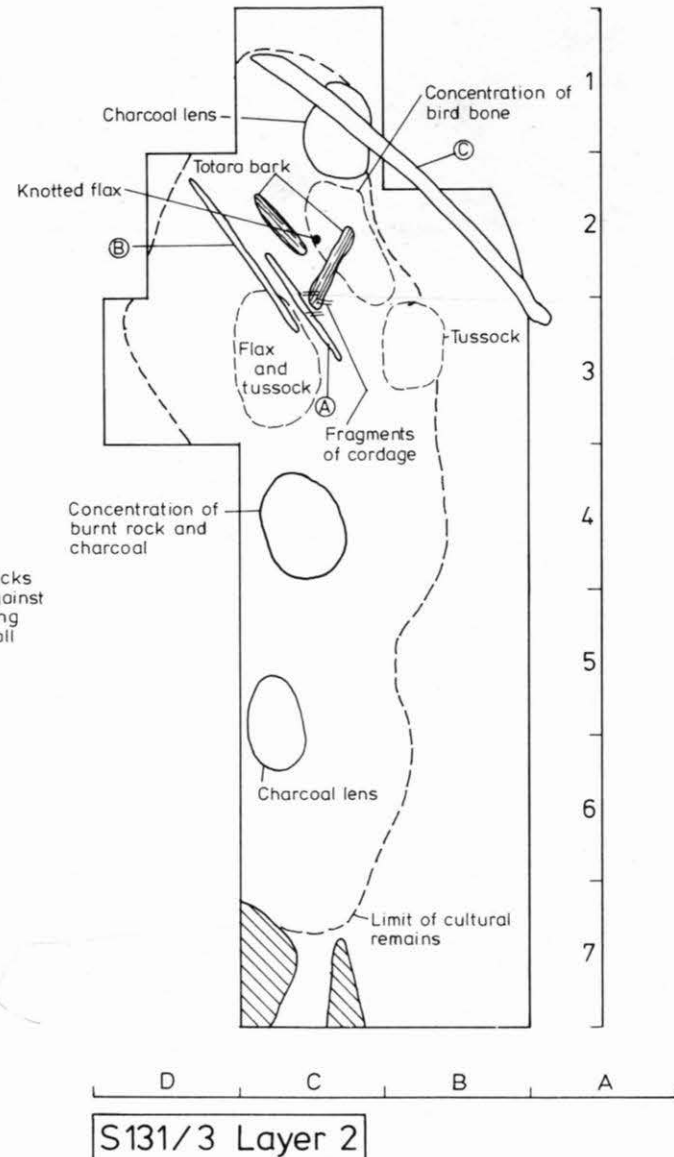 1
Charcoal lens
Concentration of
bird bone
C
Totara bark
Knotted flax
2
B
Flax
and
tussock
Tussock
3
A
Fragments
of cordage
Concentration of
burnt rock and
charcoal
4
5
Charcoal lens
6
Limit of cultural
remains
7
D C B A
S131/3 Layer 2